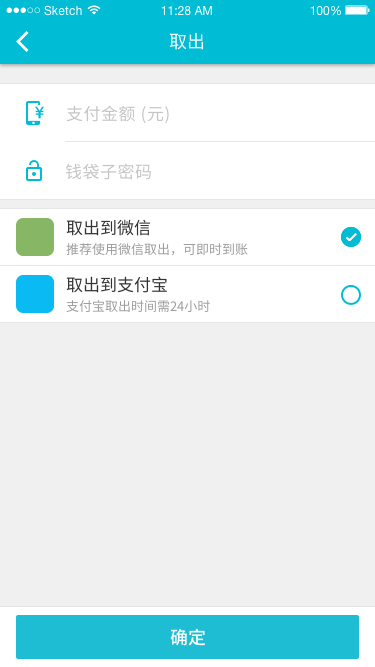 Sketch 11:28 AM 100%
取出
支付金额 (元)
钱袋子密码
取出到微信
推荐使用微信取出，可即时到账
取出到支付宝
支付宝取出时间需24小时
确定